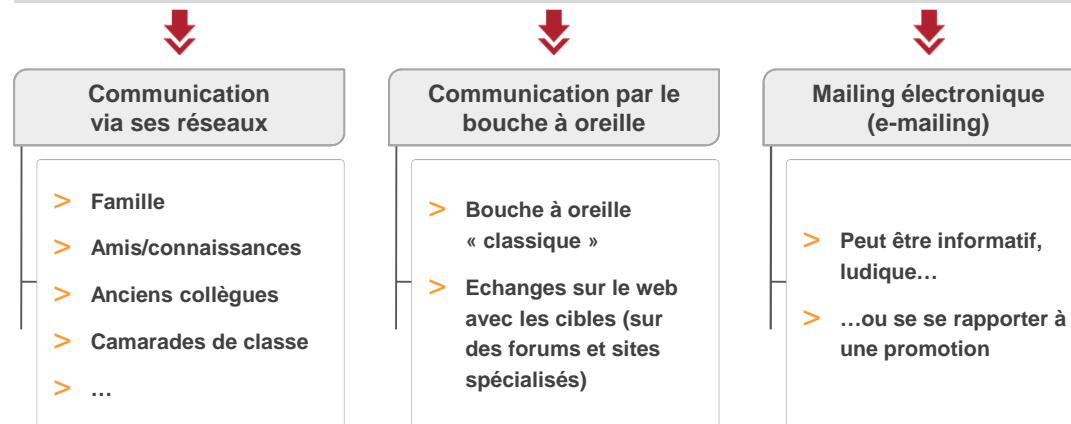 Communication
via ses réseaux
> Famille
> Amis/connaissances
> Anciens collègues
> Camarades de classe
> …
Communication par le
bouche à oreille
> Bouche à oreille
« classique »
> Echanges sur le web
avec les cibles (sur
des forums et sites
spécialisés)
Mailing électronique
(e-mailing)
> Peut être informatif,
ludique…
> …ou se se rapporter à
une promotion